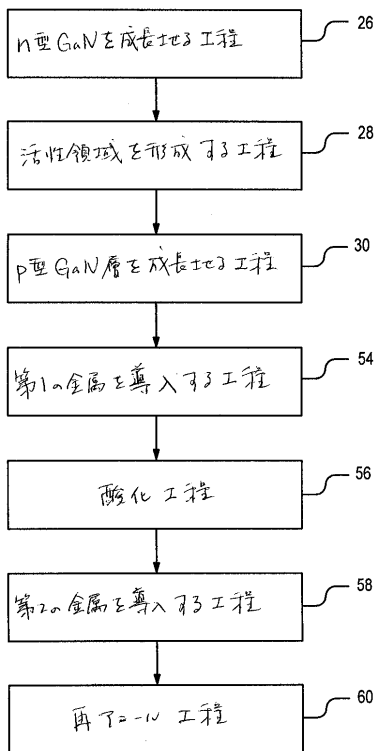 n型GaNを成長せる工程
26
活性領域を形成する工程
28
p型GaN層を成長せる工程
30
第1の金属を導入する工程
54
酸化工程
56
第2の金属を導入する工程
58
再アニール工程
60